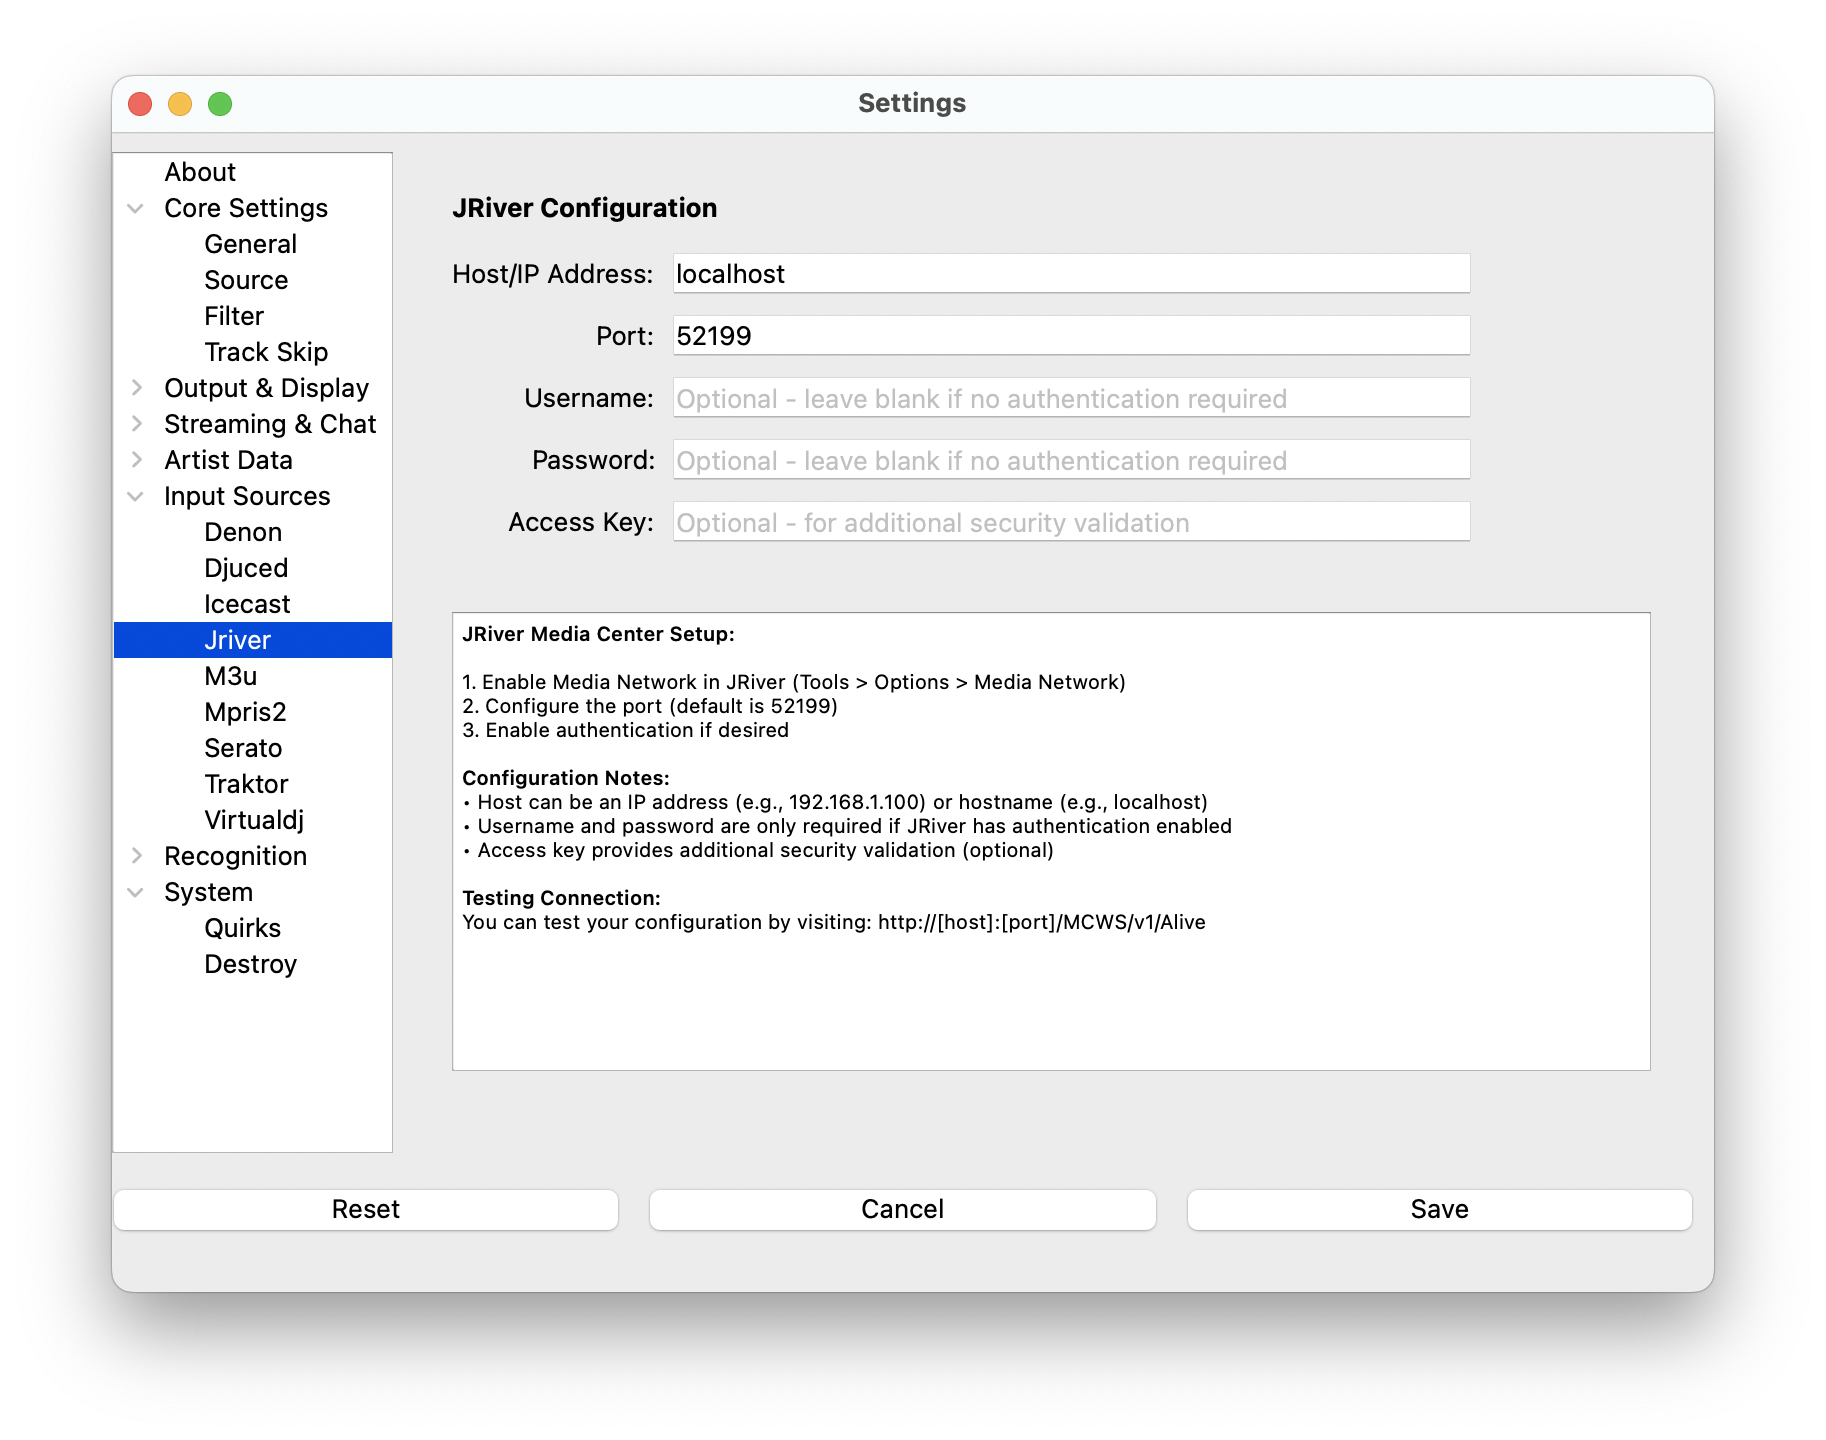 Settings
About
Core Settings
General
Source
Filter
Track Skip
Output & Display
Streaming & Chat
Artist Data
Input Sources
Denon
Djuced
Icecast
Jriver
M3u
Mpris2
Serato
Traktor
Virtualdj
Recognition
System
Quirks
Destroy
JRiver Configuration
Host/IP Address: localhost
Port: 52199
Username: Optional - leave blank if no authentication required
Password: Optional - leave blank if no authentication required
Access Key: Optional - for additional security validation
JRiver Media Center Setup:
1. Enable Media Network in JRiver (Tools > Options > Media Network)
2. Configure the port (default is 52199)
3. Enable authentication if desired
Configuration Notes:
• Host can be an IP address (e.g., 192.168.1.100) or hostname (e.g., localhost)
• Username and password are only required if JRiver has authentication enabled
• Access key provides additional security validation (optional)
Testing Connection:
You can test your configuration by visiting: http://[host]:[port]/MCWS/v1/Alive
Reset
Cancel
Save